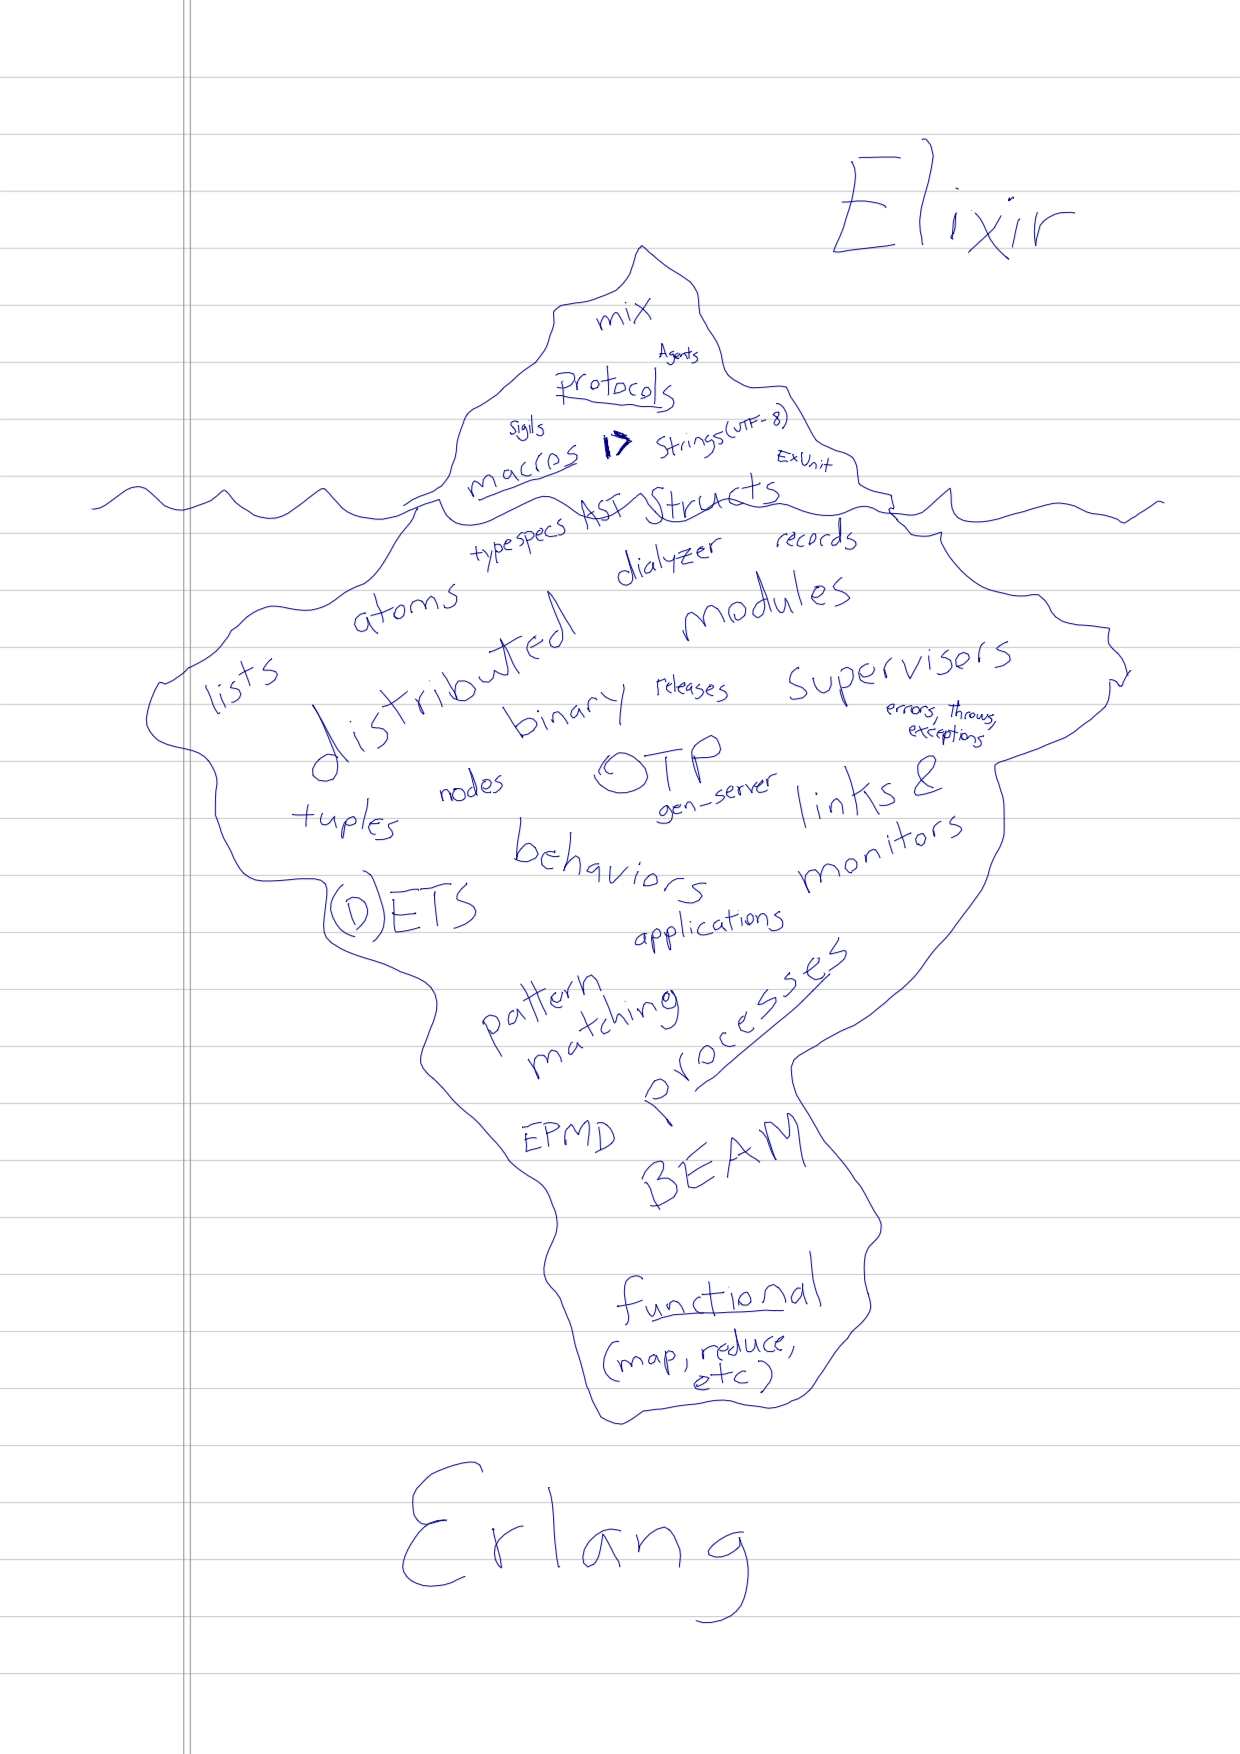 Elixir
mix
Agents
protocols
Sigils
macros |> Strings(UTF-8)
ExUnit
AST Structs
typespecs
dialyzer
records
atoms
modules
lists
distributed
binary
releases
supervisors
errors, throws,
exceptions
nodes
OTP
gen_server
links &
monitors
tuples
behaviors
(D)ETS
applications
pattern
matching
processes
EPMD
BEAM
functional
(map, reduce,
etc)
Erlang